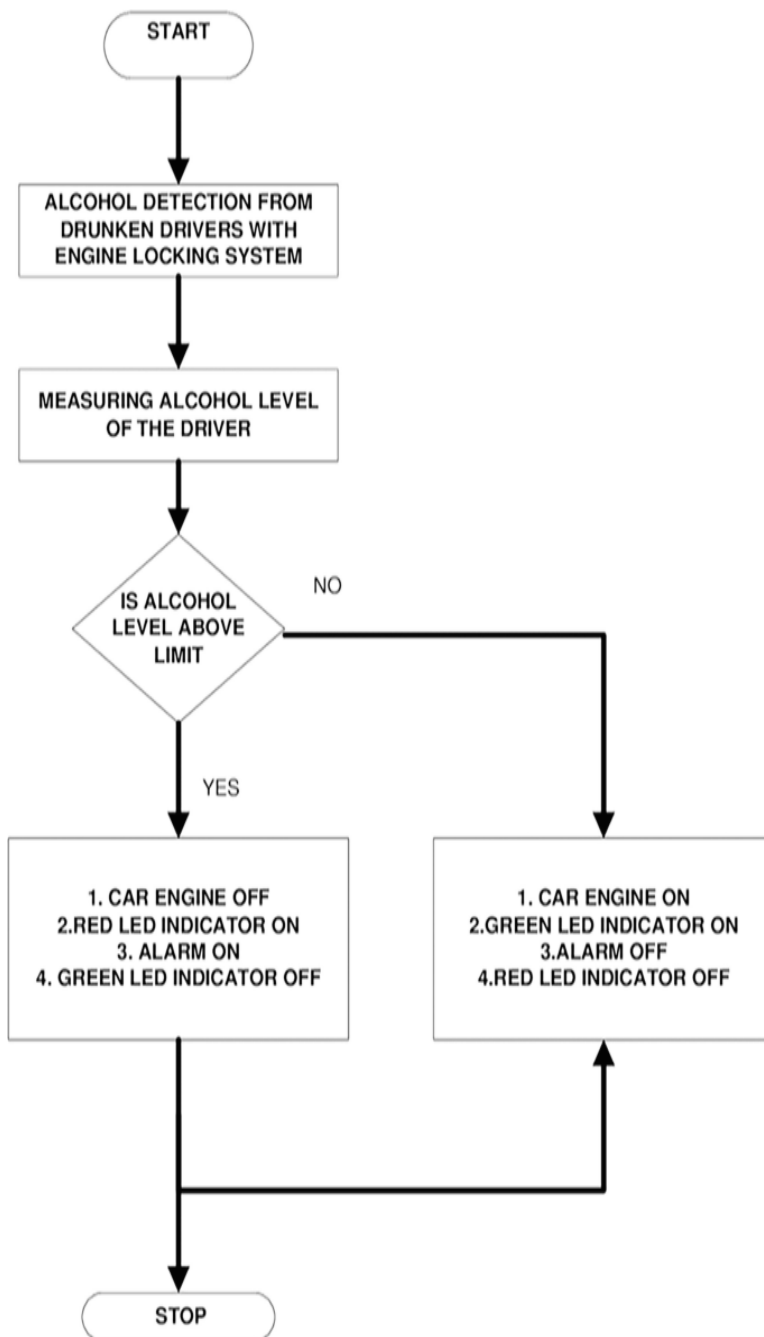 START
ALCOHOL DETECTION FROM
DRUNKEN DRIVERS WITH
ENGINE LOCKING SYSTEM
MEASURING ALCOHOL LEVEL
OF THE DRIVER
IS ALCOHOL
LEVEL ABOVE
LIMIT
NO
YES
1. CAR ENGINE OFF
2.RED LED INDICATOR ON
3. ALARM ON
4. GREEN LED INDICATOR OFF
1. CAR ENGINE ON
2.GREEN LED INDICATOR ON
3.ALARM OFF
4.RED LED INDICATOR OFF
STOP